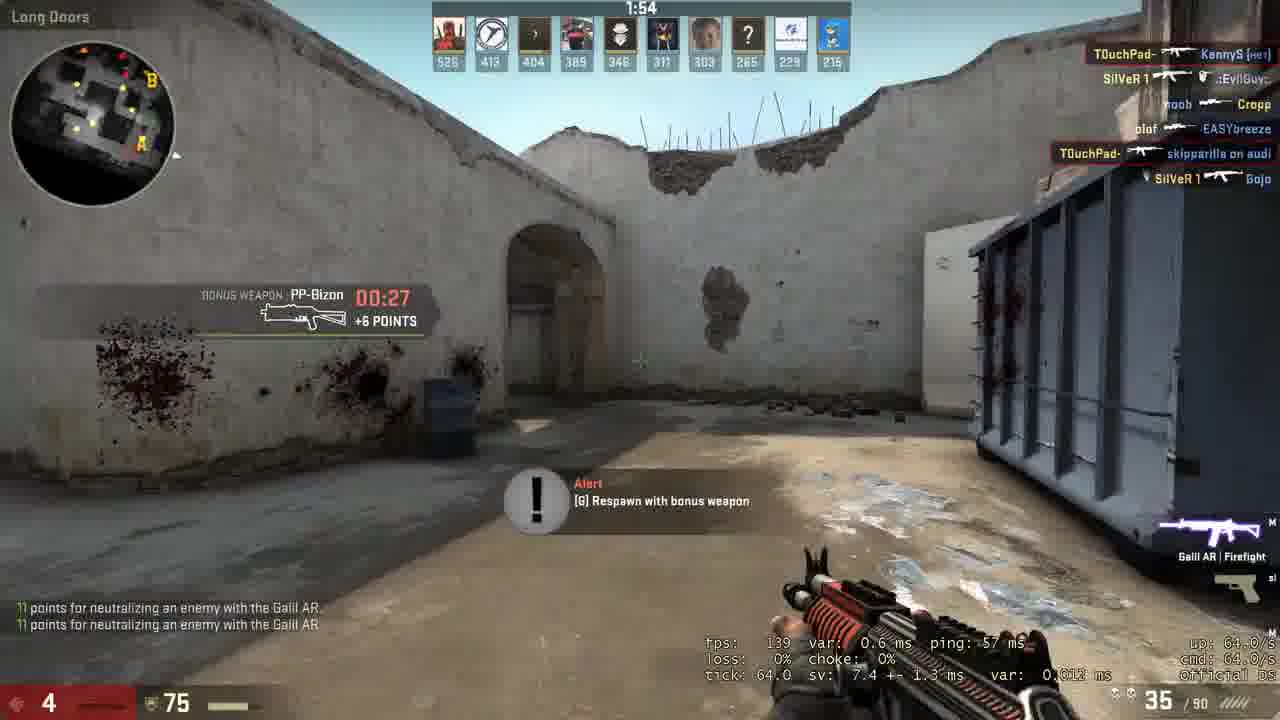 Long Doors
1:54
526 413 404 389 346 311 303 265 229 216
B
A
T0uchPad- KennyS [нет]
SilVeR 1 .:EvilGuy:.
noob Cropp
olof EASYbreeze
T0uchPad- skipparilla on audi
SilVeR 1 Gojo
BONUS WEAPON: PP-Bizon 00:27
+6 POINTS
Alert
[G] Respawn with bonus weapon
Galil AR | Firefight
11 points for neutralizing an enemy with the Galil AR.
11 points for neutralizing an enemy with the Galil AR
fps: 139 var: 0.6 ms ping: 57 ms
loss: 0% choke: 0%
tick: 64.0 sv: 7.4 +- 1.3 ms var: 0.012 ms
up: 64.0/s
cmd: 64.0/s
official DS
4 75
35 / 90